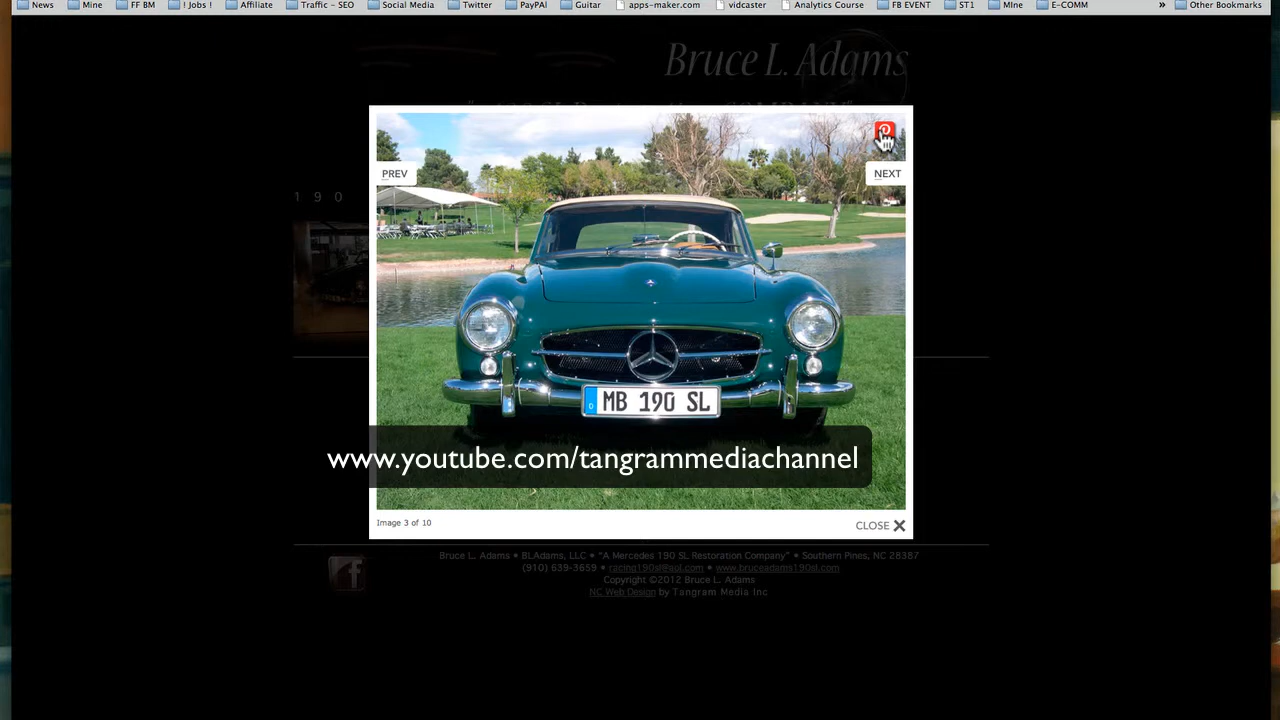 News Mine FF BM ! Jobs ! Affiliate Traffic - SEO Social Media Twitter PayPAl Guitar apps-maker.com vidcaster Analytics Course FB EVENT ST1 MIne E-COMM » Other Bookmarks
Bruce L. Adams
PREV
NEXT
1 9 0
MB 190 SL
www.youtube.com/tangrammediachannel
Image 3 of 10
CLOSE
Bruce L. Adams • BLAdams, LLC • "A Mercedes 190 SL Restoration Company" • Southern Pines, NC 28387
(910) 639-3659 • racing190sl@aol.com • www.bruceadams190sl.com
Copyright ©2012 Bruce L. Adams
NC Web Design by Tangram Media Inc